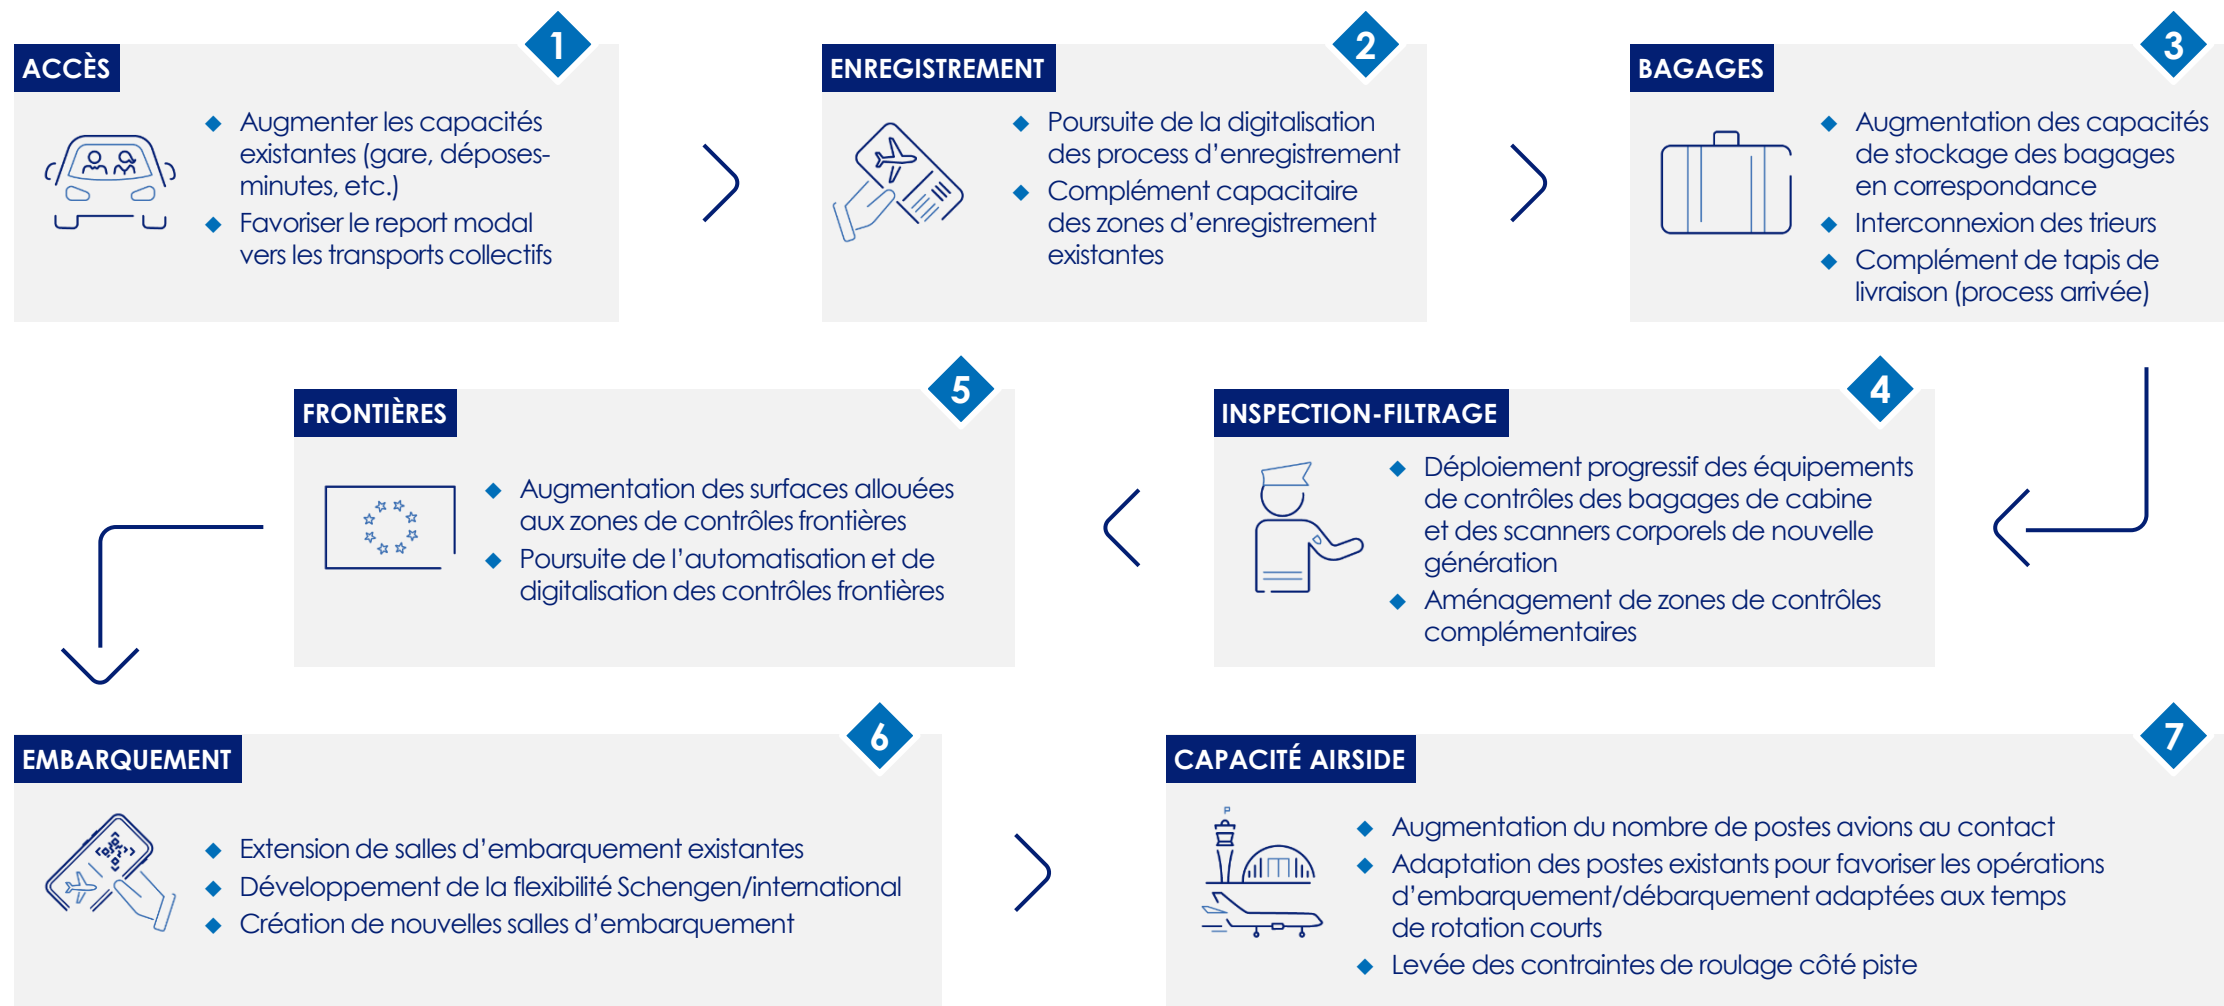 1
ACCÈS
◆ Augmenter les capacités
existantes (gare, déposes-
minutes, etc.)
◆ Favoriser le report modal
vers les transports collectifs
2
ENREGISTREMENT
◆ Poursuite de la digitalisation
des process d’enregistrement
◆ Complément capacitaire
des zones d’enregistrement
existantes
3
BAGAGES
◆ Augmentation des capacités
de stockage des bagages
en correspondance
◆ Interconnexion des trieurs
◆ Complément de tapis de
livraison (process arrivée)
4
INSPECTION-FILTRAGE
◆ Déploiement progressif des équipements
de contrôles des bagages de cabine
et des scanners corporels de nouvelle
génération
◆ Aménagement de zones de contrôles
complémentaires
5
FRONTIÈRES
◆ Augmentation des surfaces allouées
aux zones de contrôles frontières
◆ Poursuite de l’automatisation et de
digitalisation des contrôles frontières
6
EMBARQUEMENT
◆ Extension de salles d’embarquement existantes
◆ Développement de la flexibilité Schengen/international
◆ Création de nouvelles salles d’embarquement
7
CAPACITÉ AIRSIDE
◆ Augmentation du nombre de postes avions au contact
◆ Adaptation des postes existants pour favoriser les opérations
d’embarquement/débarquement adaptées aux temps
de rotation courts
◆ Levée des contraintes de roulage côté piste